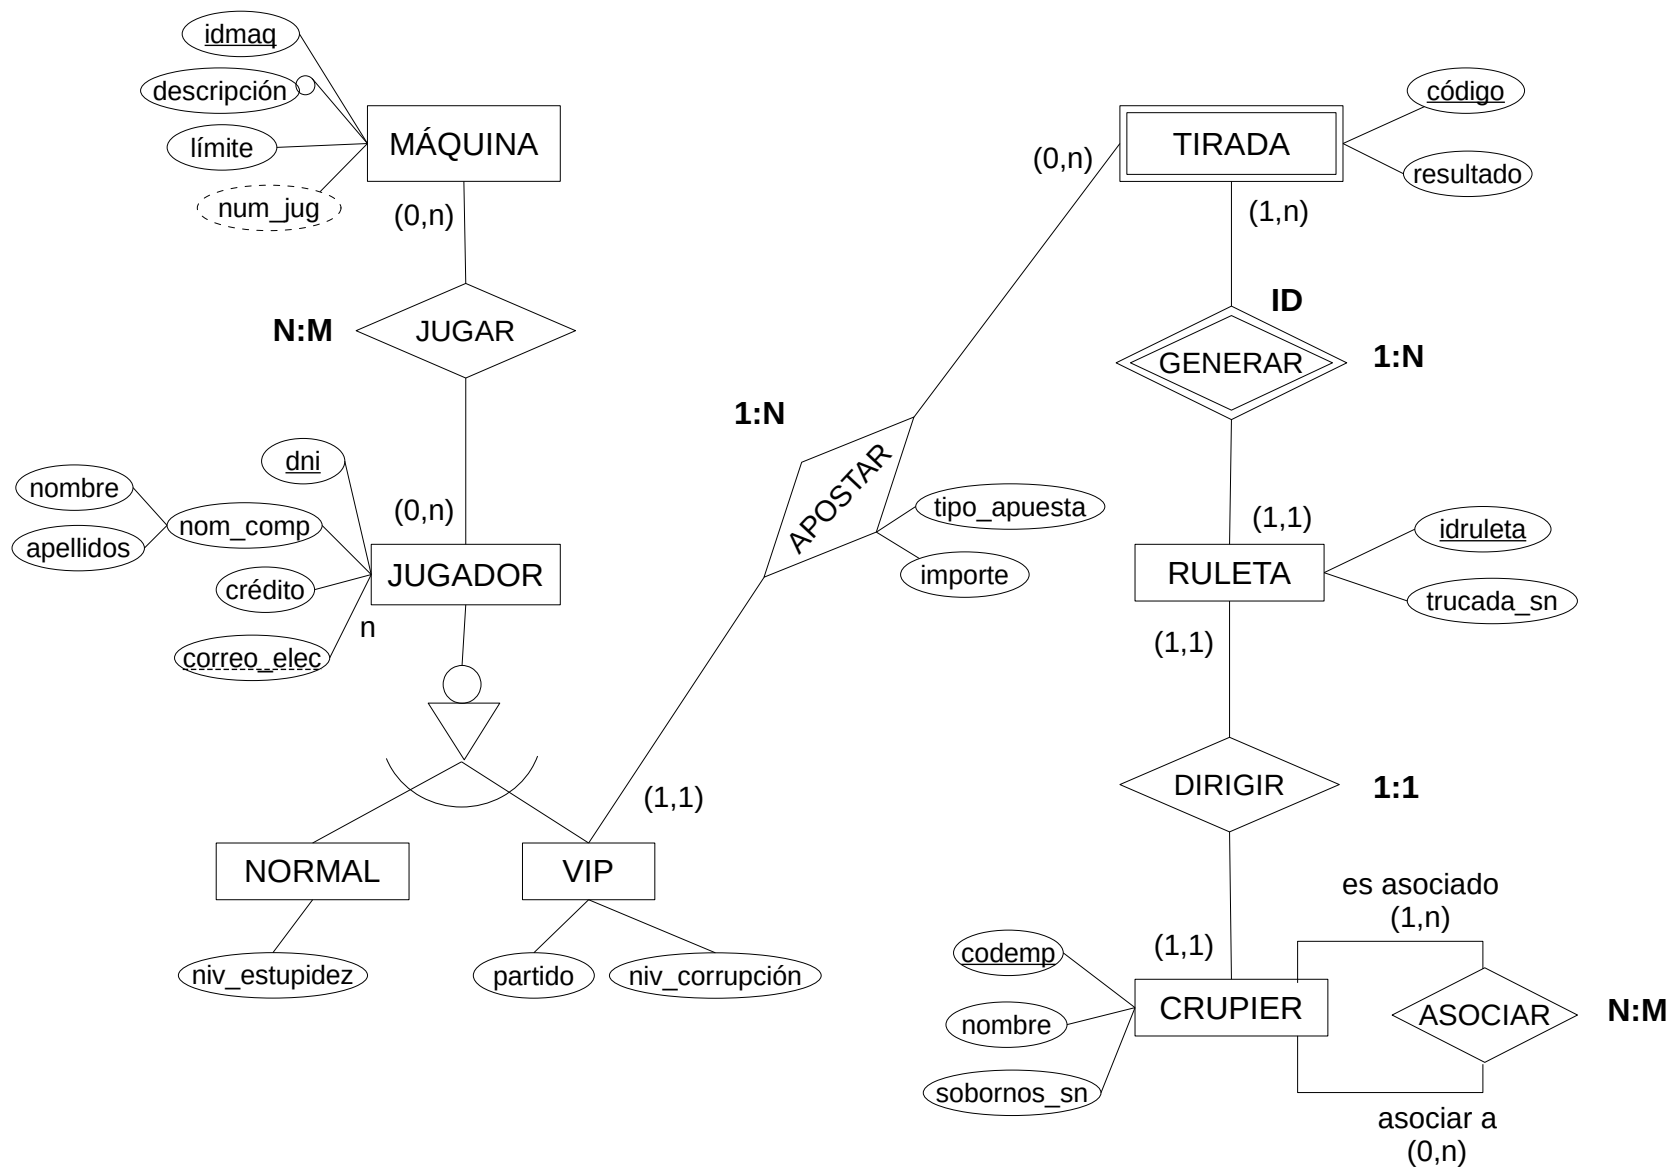 idmaq
descripción
límite
num_jug
MÁQUINA
(0,n)
N:M
JUGAR
dni
nombre
nom_comp
apellidos
(0,n)
JUGADOR
crédito
n
correo_elec
NORMAL
VIP
niv_estupidez
partido
niv_corrupción
(1,1)
1:N
APOSTAR
tipo_apuesta
importe
(0,n)
TIRADA
código
resultado
(1,n)
ID
GENERAR
1:N
(1,1)
RULETA
idruleta
trucada_sn
(1,1)
DIRIGIR
1:1
(1,1)
codemp
nombre
sobornos_sn
CRUPIER
es asociado
(1,n)
ASOCIAR
N:M
asociar a
(0,n)